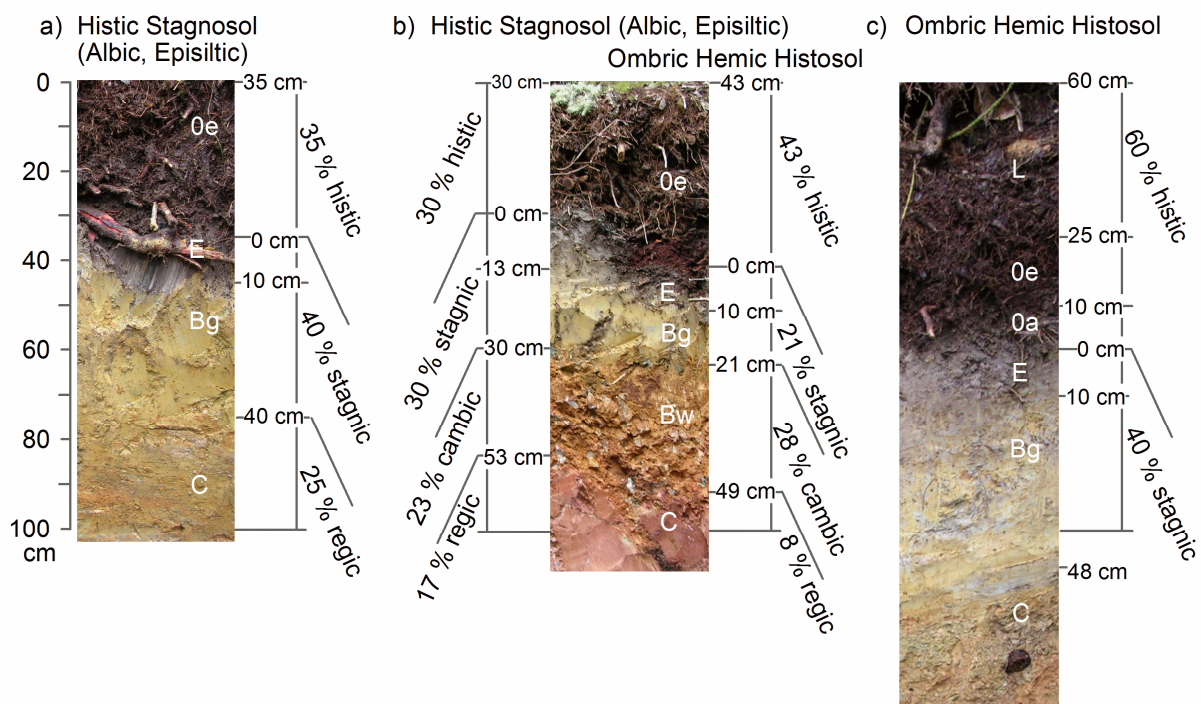 a) Histic Stagnosol
(Albic, Episiltic)
0
20
40
60
80
100
cm
0e
E
Bg
C
35 cm
0 cm
10 cm
40 cm
35 % histic
40 % stagnic
25 % regic
b) Histic Stagnosol (Albic, Episiltic)
Ombric Hemic Histosol
30 cm
0 cm
13 cm
30 cm
53 cm
30 % histic
30 % stagnic
23 % cambic
17 % regic
0e
E
Bg
Bw
C
43 cm
0 cm
10 cm
21 cm
49 cm
43 % histic
21 % stagnic
28 % cambic
8 % regic
c) Ombric Hemic Histosol
L
0e
0a
E
Bg
C
60 cm
25 cm
10 cm
0 cm
10 cm
48 cm
60 % histic
40 % stagnic